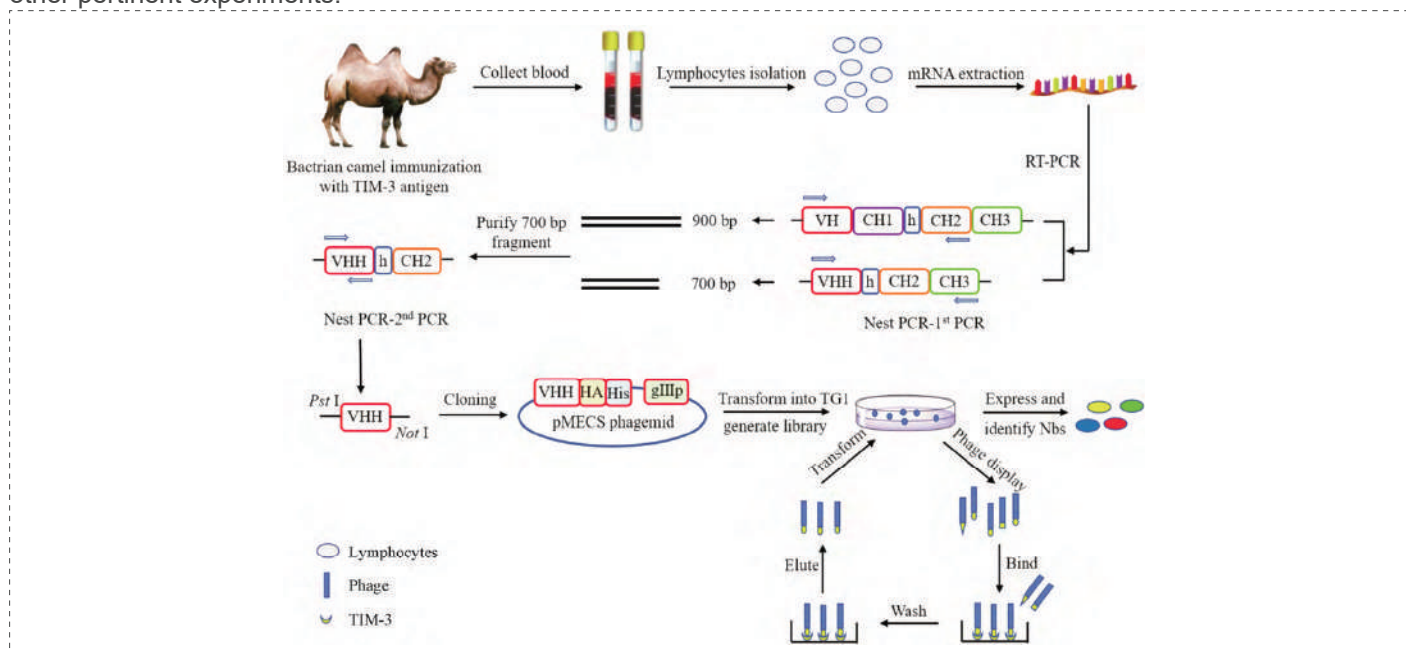 other pertinent experiments.
Collect blood
Lymphocytes isolation
mRNA extraction
Bactrian camel immunization
with TIM-3 antigen
RT-PCR
VH CH1 h CH2 CH3
900 bp
Purify 700 bp
fragment
VHH h CH2
VHH h CH2 CH3
700 bp
Nest PCR-2nd PCR
Nest PCR-1st PCR
Pst I
VHH
Not I
Cloning
VHH HA His gIIIp
pMECS phagemid
Transform into TG1
generate library
Express and
identify Nbs
Transform
Phage display
Lymphocytes
Phage
TIM-3
Elute
Bind
Wash